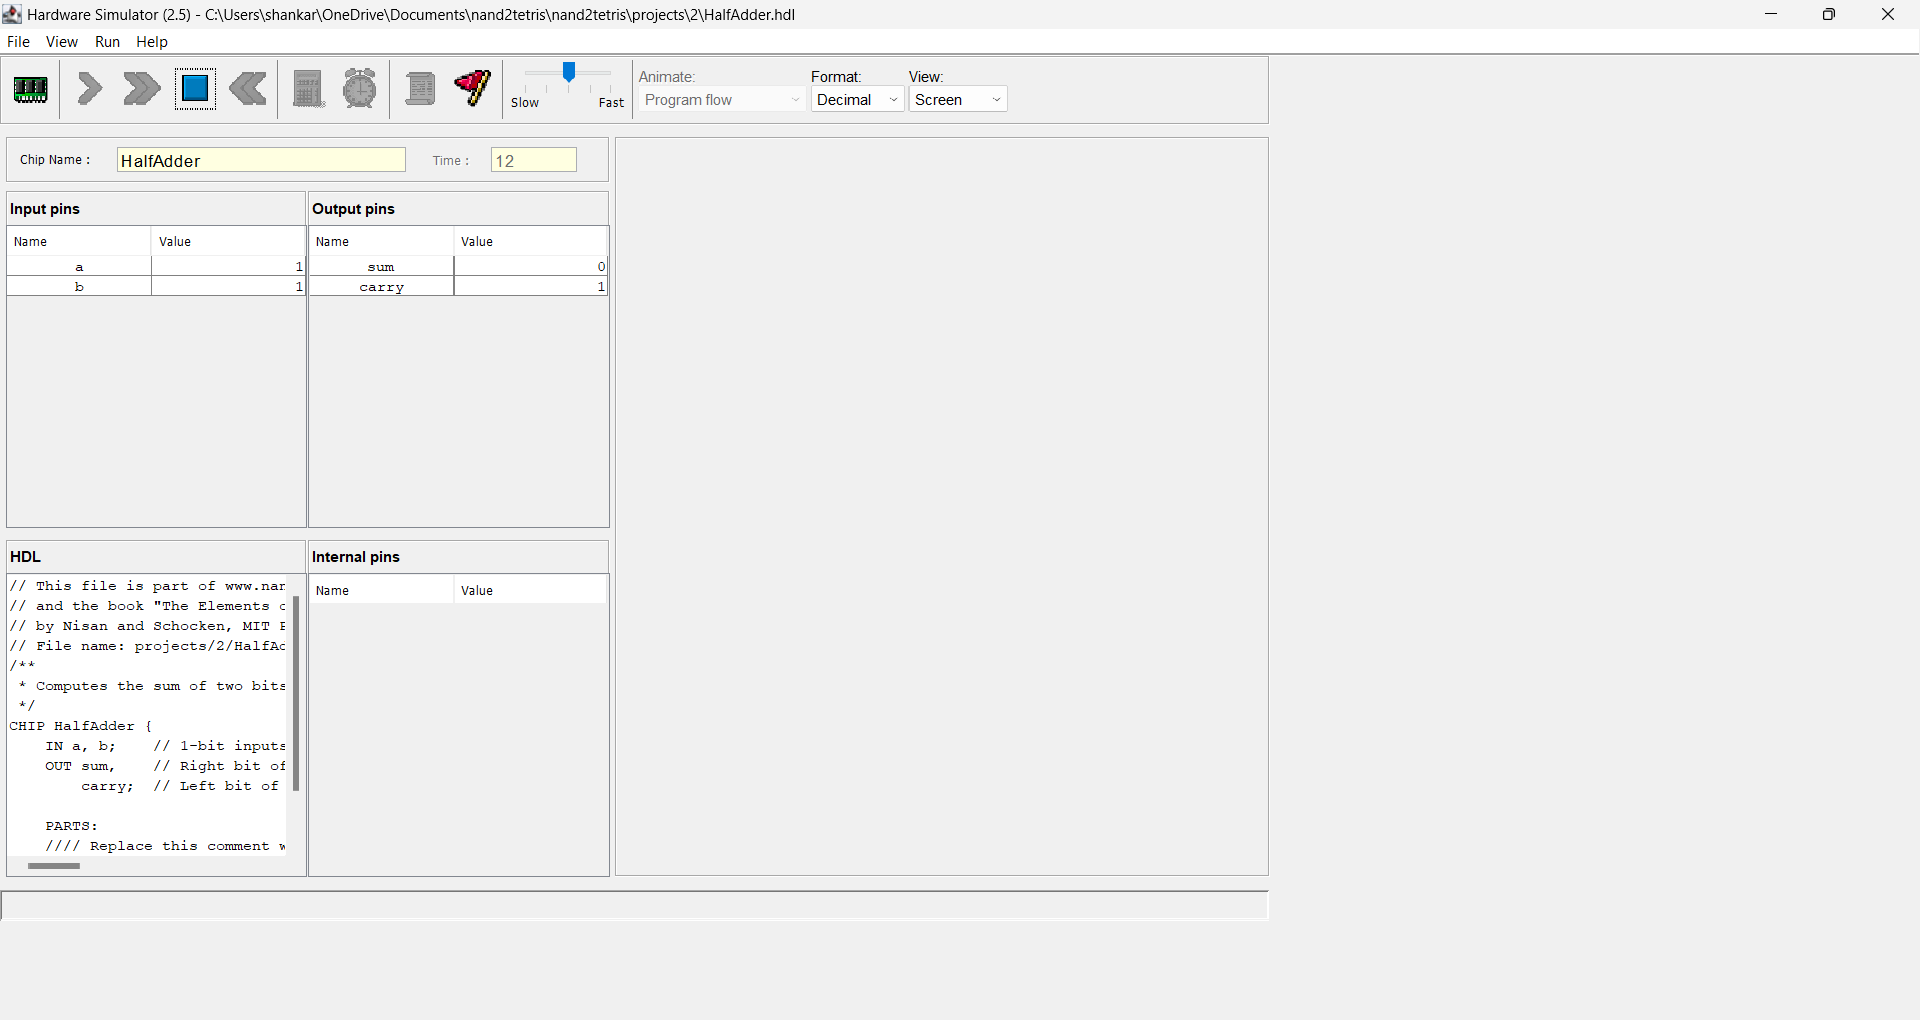 Hardware Simulator (2.5) - C:\Users\shankar\OneDrive\Documents\nand2tetris\nand2tetris\projects\2\HalfAdder.hdl
File View Run Help
Slow Fast
Animate:
Program flow
Format:
Decimal
View:
Screen
Chip Name : HalfAdder Time : 12
Input pins
Name Value
a 1
b 1
Output pins
Name Value
sum 0
carry 1
HDL
// This file is part of www.nan
// and the book "The Elements o
// by Nisan and Schocken, MIT P
// File name: projects/2/HalfAd
/**
* Computes the sum of two bits
*/
CHIP HalfAdder {
IN a, b; // 1-bit inputs
OUT sum, // Right bit of
carry; // Left bit of
PARTS:
//// Replace this comment w
Internal pins
Name Value